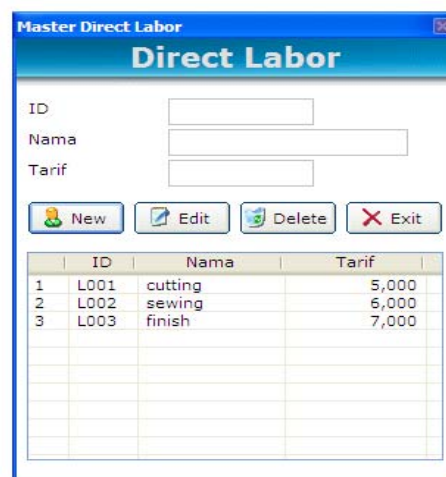 Master Direct Labor
Direct Labor
ID
Nama
Tarif
New Edit Delete Exit
ID Nama Tarif
1 L001 cutting 5,000
2 L002 sewing 6,000
3 L003 finish 7,000